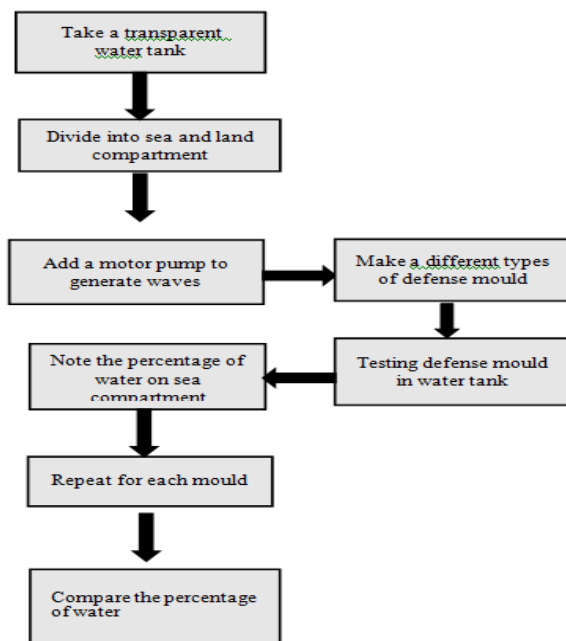 Take a transparent
water tank
Divide into sea and land
compartment
Add a motor pump to
generate waves
Make a different types
of defense mould
Testing defense mould
in water tank
Note the percentage of
water on sea
compartment
Repeat for each mould
Compare the percentage
of water